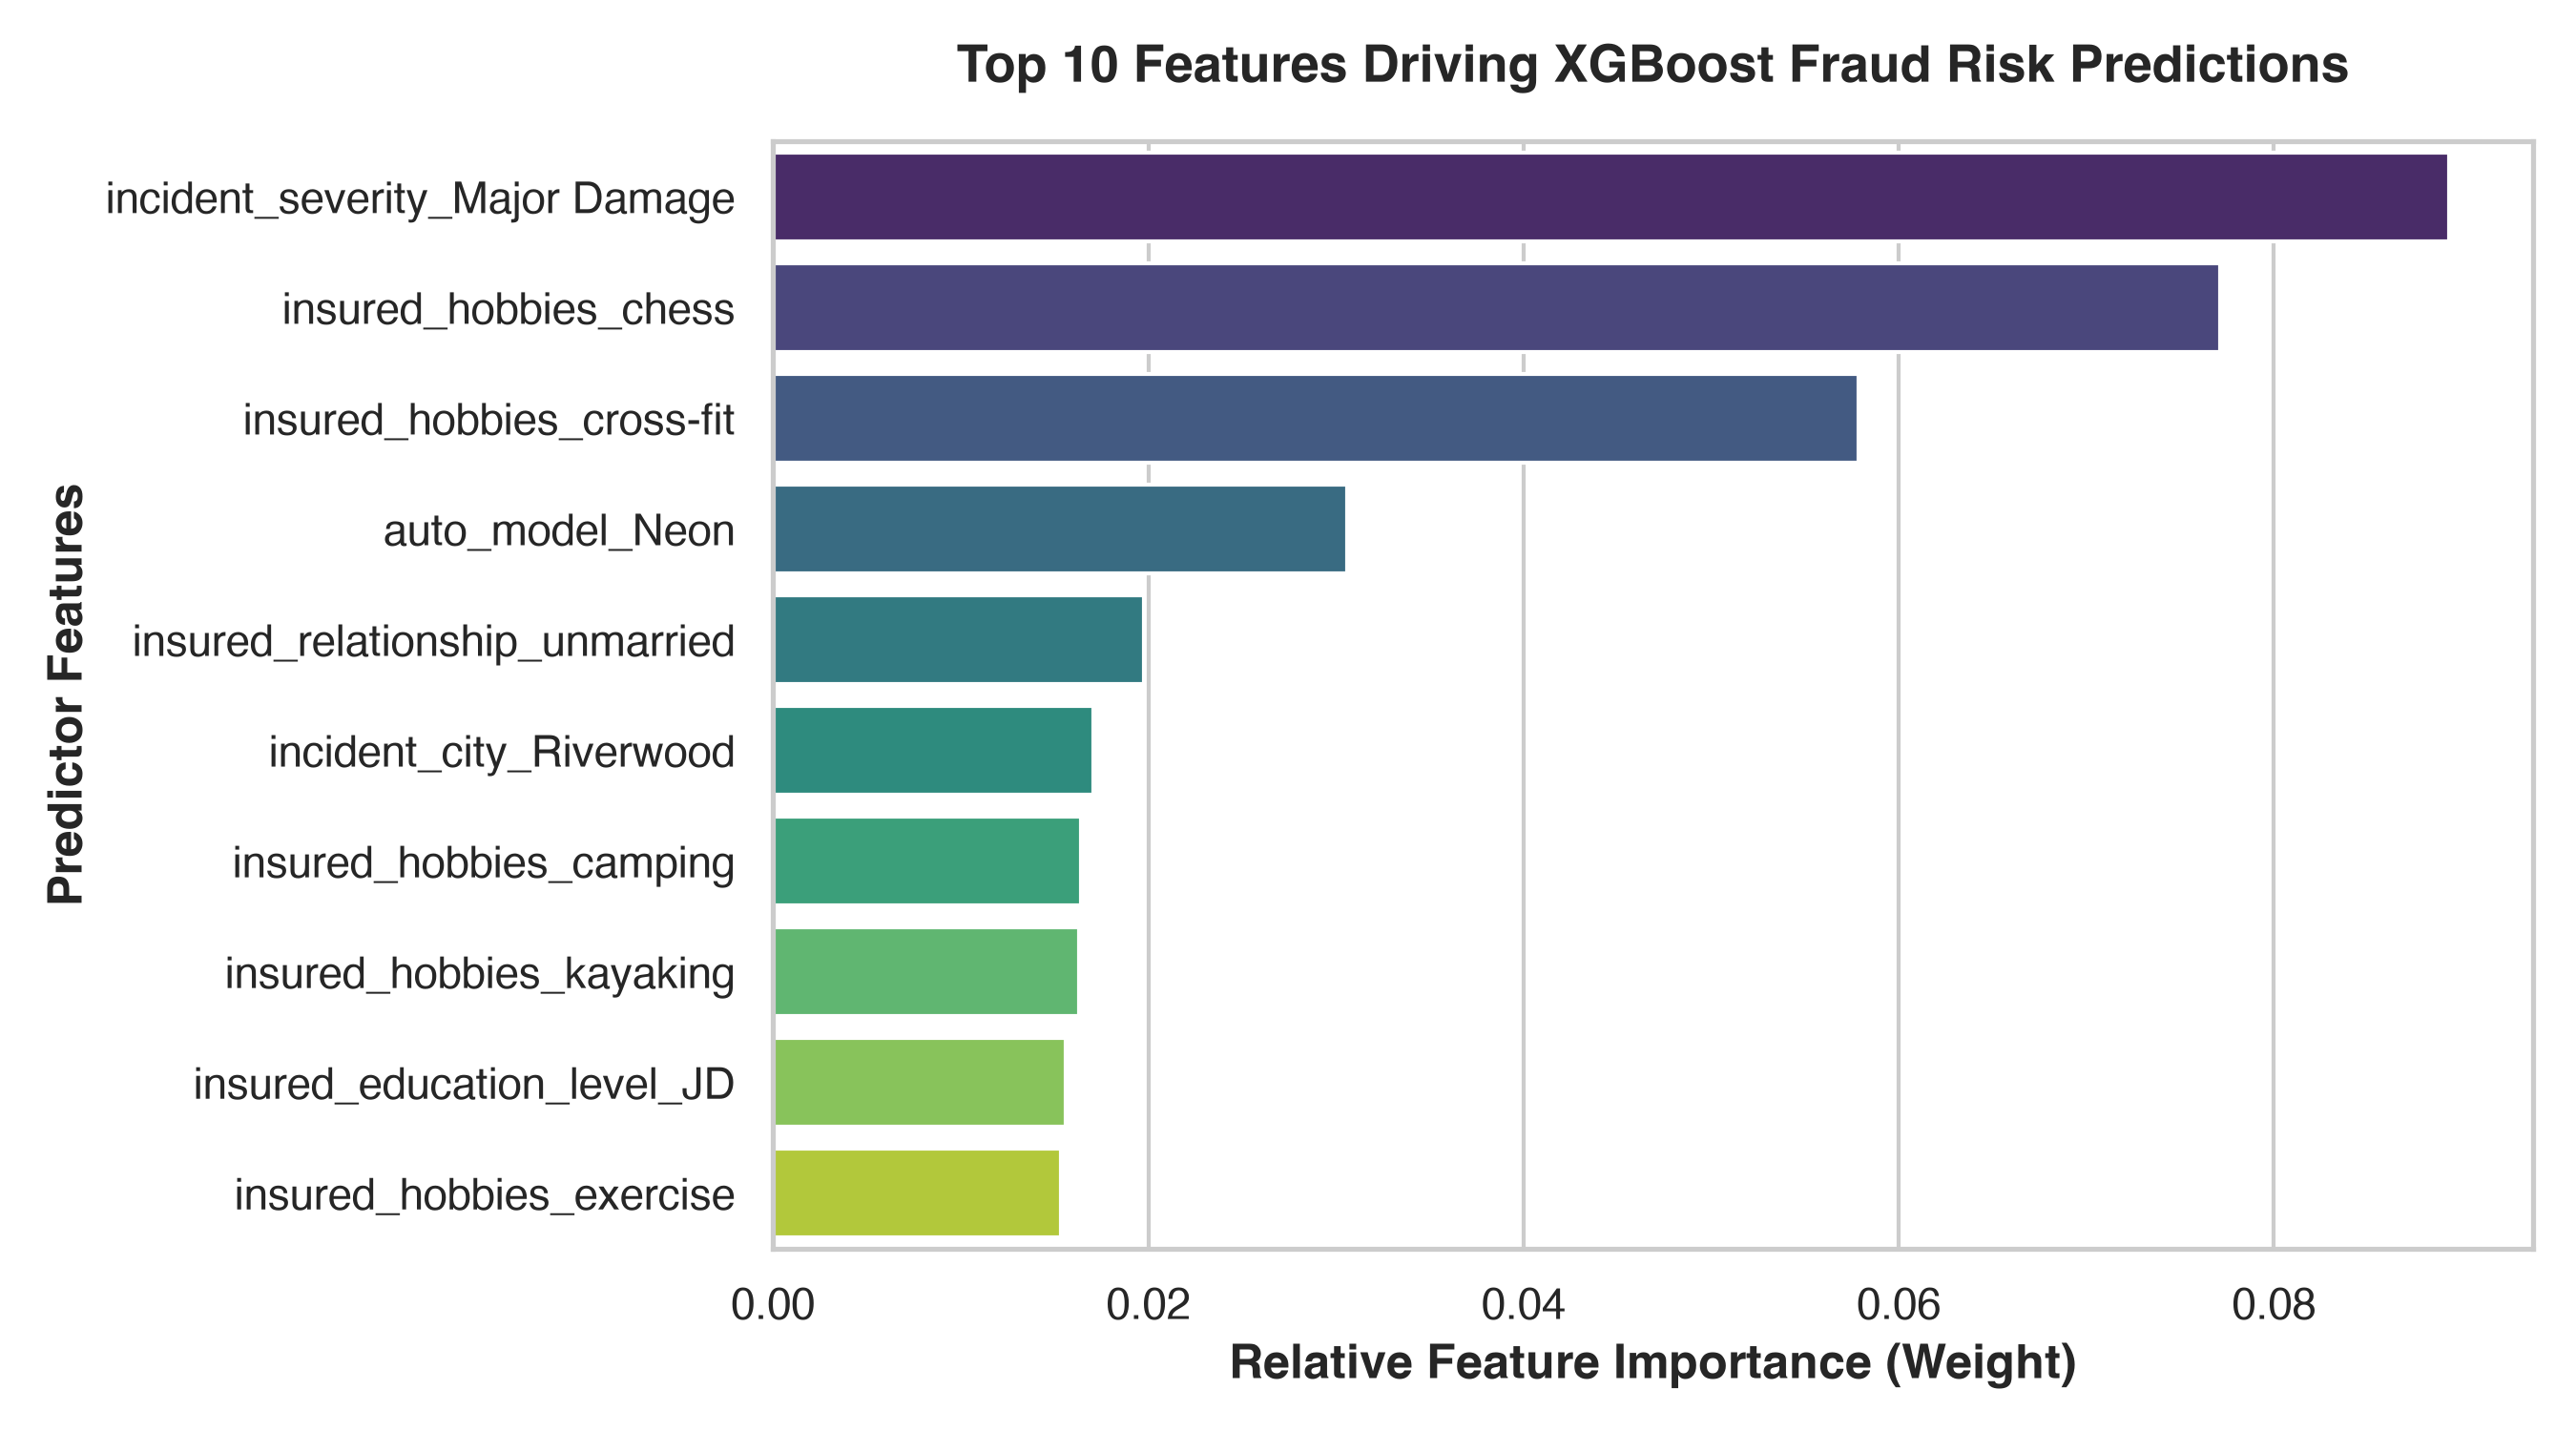 Top 10 Features Driving XGBoost Fraud Risk Predictions
Predictor Features
incident_severity_Major Damage
insured_hobbies_chess
insured_hobbies_cross-fit
auto_model_Neon
insured_relationship_unmarried
incident_city_Riverwood
insured_hobbies_camping
insured_hobbies_kayaking
insured_education_level_JD
insured_hobbies_exercise
0.00 0.02 0.04 0.06 0.08
Relative Feature Importance (Weight)